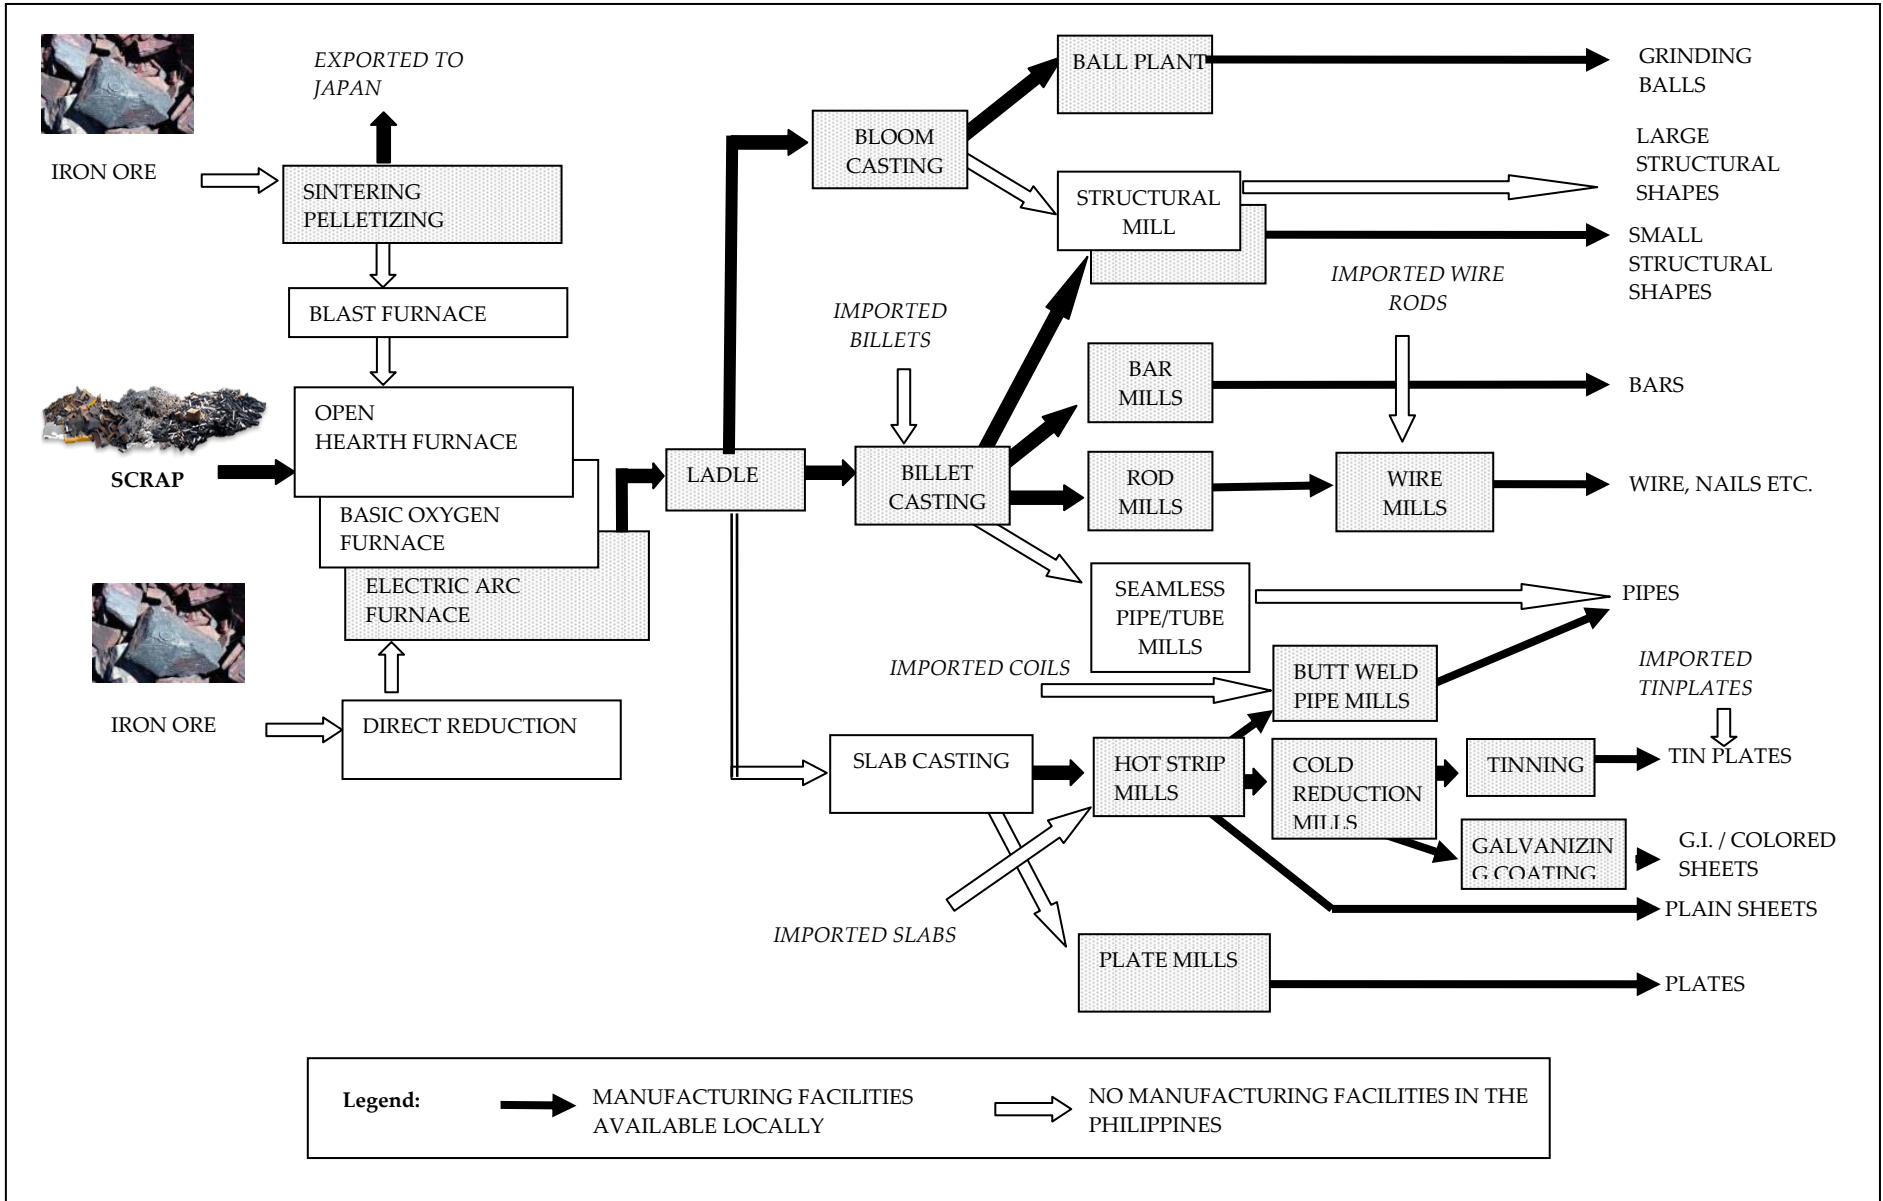 EXPORTED TO
JAPAN
IRON ORE
SINTERING
PELLETIZING
BLAST FURNACE
OPEN
HEARTH FURNACE
SCRAP
BASIC OXYGEN
FURNACE
ELECTRIC ARC
FURNACE
IRON ORE
DIRECT REDUCTION
LADLE
BLOOM
CASTING
BALL PLANT
GRINDING
BALLS
STRUCTURAL
MILL
LARGE
STRUCTURAL
SHAPES
SMALL
STRUCTURAL
SHAPES
IMPORTED
BILLETS
IMPORTED WIRE
RODS
BILLET
CASTING
BAR
MILLS
BARS
ROD
MILLS
WIRE
MILLS
WIRE, NAILS ETC.
SEAMLESS
PIPE/TUBE
MILLS
PIPES
IMPORTED COILS
BUTT WELD
PIPE MILLS
IMPORTED
TINPLATES
SLAB CASTING
HOT STRIP
MILLS
COLD
REDUCTION
MILLS
TINNING
TIN PLATES
GALVANIZIN
G COATING
G.I. / COLORED
SHEETS
PLAIN SHEETS
IMPORTED SLABS
PLATE MILLS
PLATES
Legend:
MANUFACTURING FACILITIES
AVAILABLE LOCALLY
NO MANUFACTURING FACILITIES IN THE
PHILIPPINES